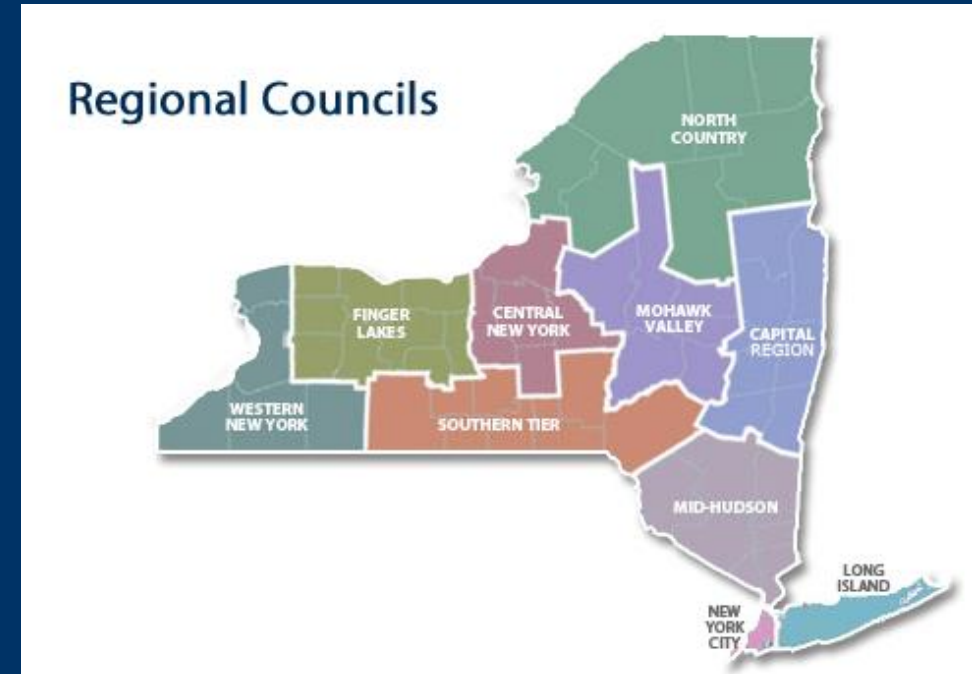 Regional Councils
NORTH
COUNTRY
FINGER
LAKES
CENTRAL
NEW YORK
MOHAWK
VALLEY
CAPITAL
REGION
WESTERN
NEW YORK
SOUTHERN TIER
MID-HUDSON
LONG
ISLAND
NEW
YORK
CITY